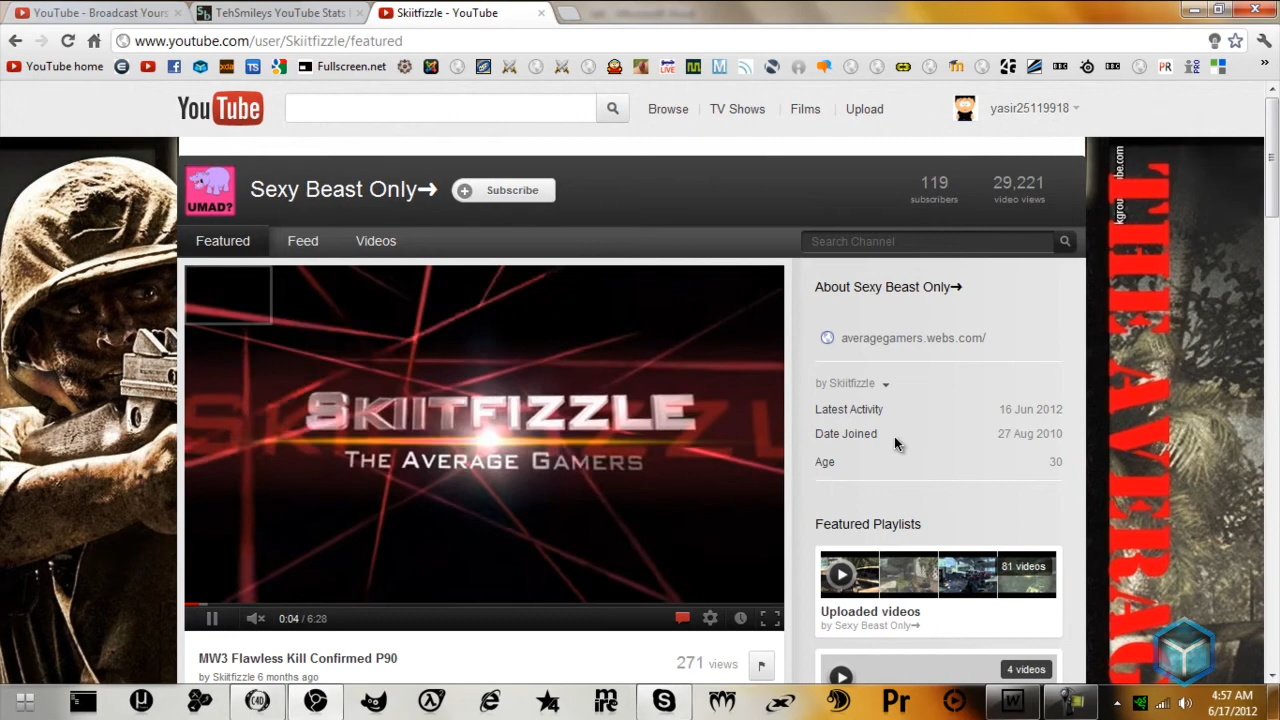 YouTube - Broadcast Yours
TehSmileys YouTube Stats
Skiitfizzle - YouTube
www.youtube.com/user/Skiitfizzle/featured
YouTube home
Fullscreen.net
LIVE
PR
YouTube
Browse
TV Shows
Films
Upload
yasir25119918
UMAD?
Sexy Beast Only→
Subscribe
119
subscribers
29,221
video views
Featured
Feed
Videos
Search Channel
SKIITFIZZLE
THE AVERAGE GAMERS
0:04 / 6:28
MW3 Flawless Kill Confirmed P90
by Skiitfizzle 6 months ago
271 views
About Sexy Beast Only→
averagegamers.webs.com/
by Skiitfizzle
Latest Activity 16 Jun 2012
Date Joined 27 Aug 2010
Age 30
Featured Playlists
81 videos
Uploaded videos
by Sexy Beast Only→
4 videos
THE AVERAG
C4D
Pr
W
4:57 AM
6/17/2012